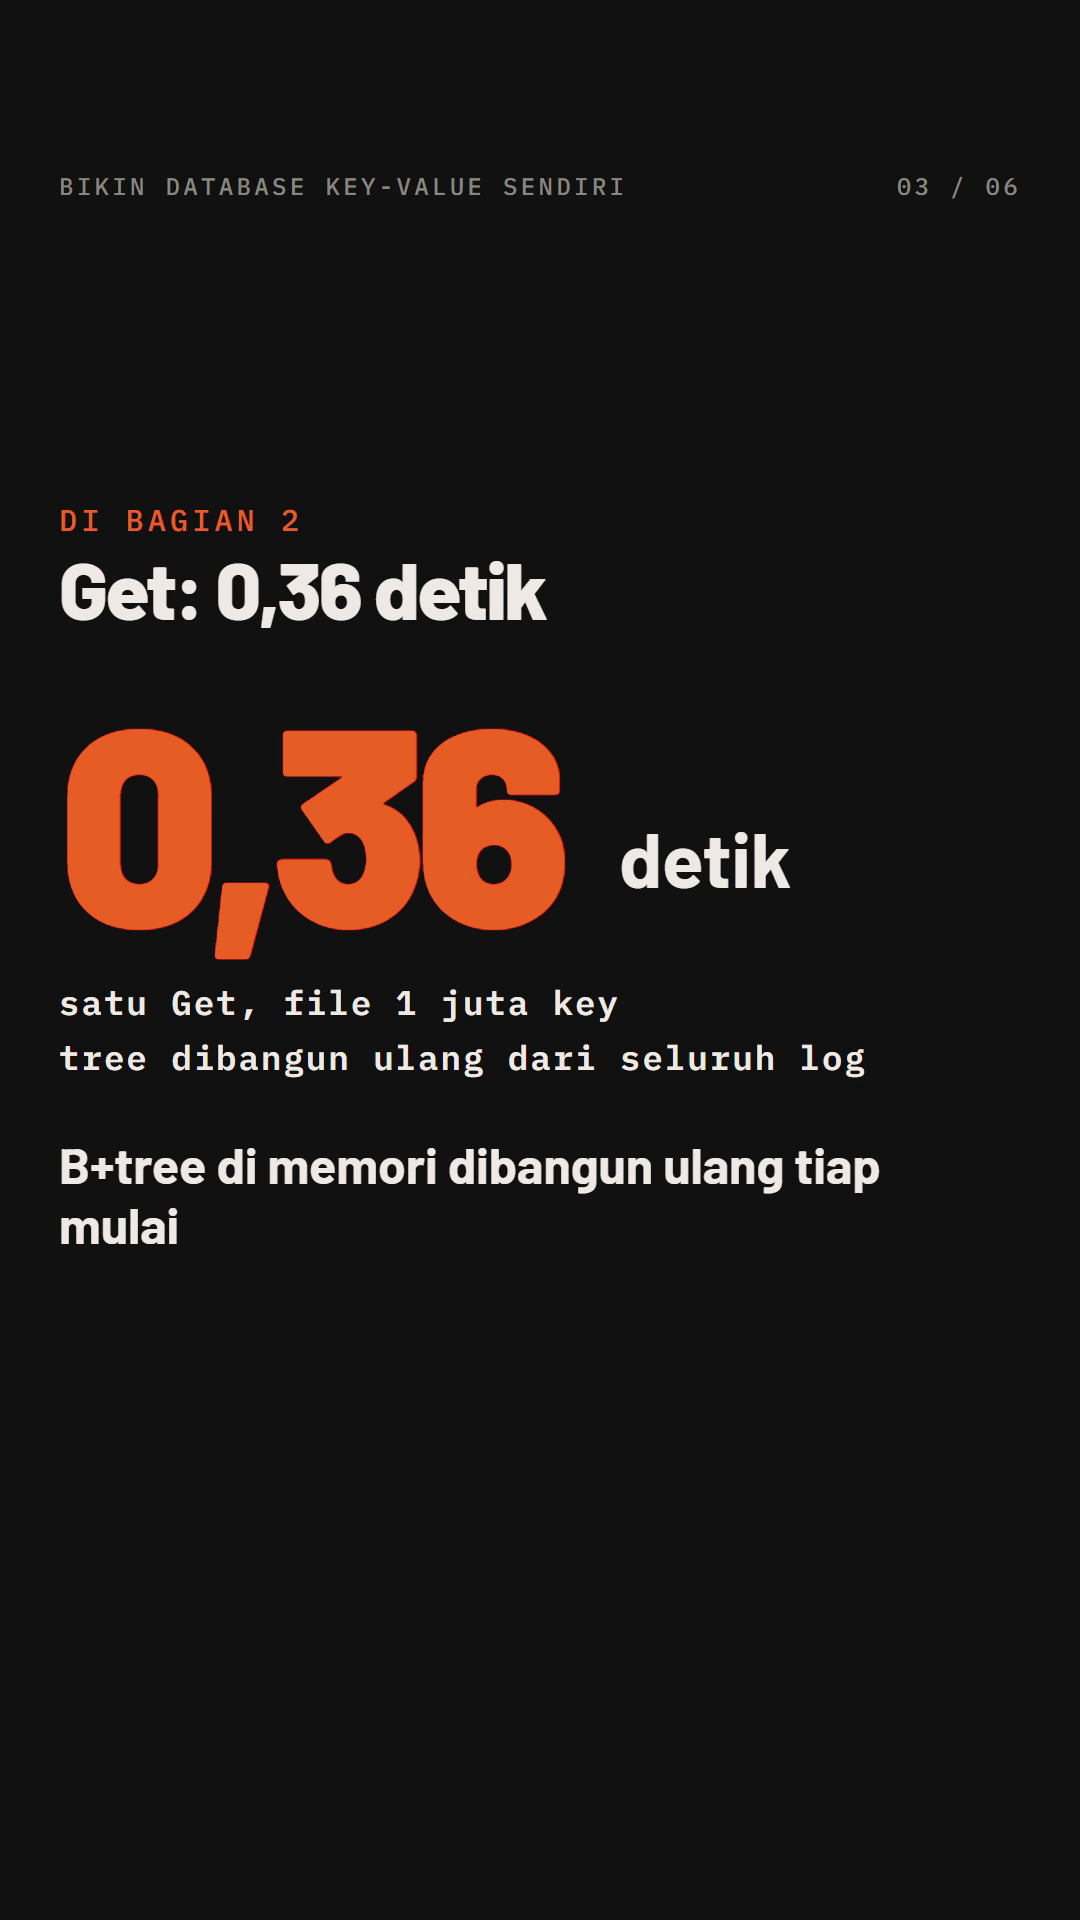 BIKIN DATABASE KEY-VALUE SENDIRI 03 / 06
DI BAGIAN 2
Get: 0,36 detik
0,36 detik
satu Get, file 1 juta key
tree dibangun ulang dari seluruh log
B+tree di memori dibangun ulang tiap
mulai